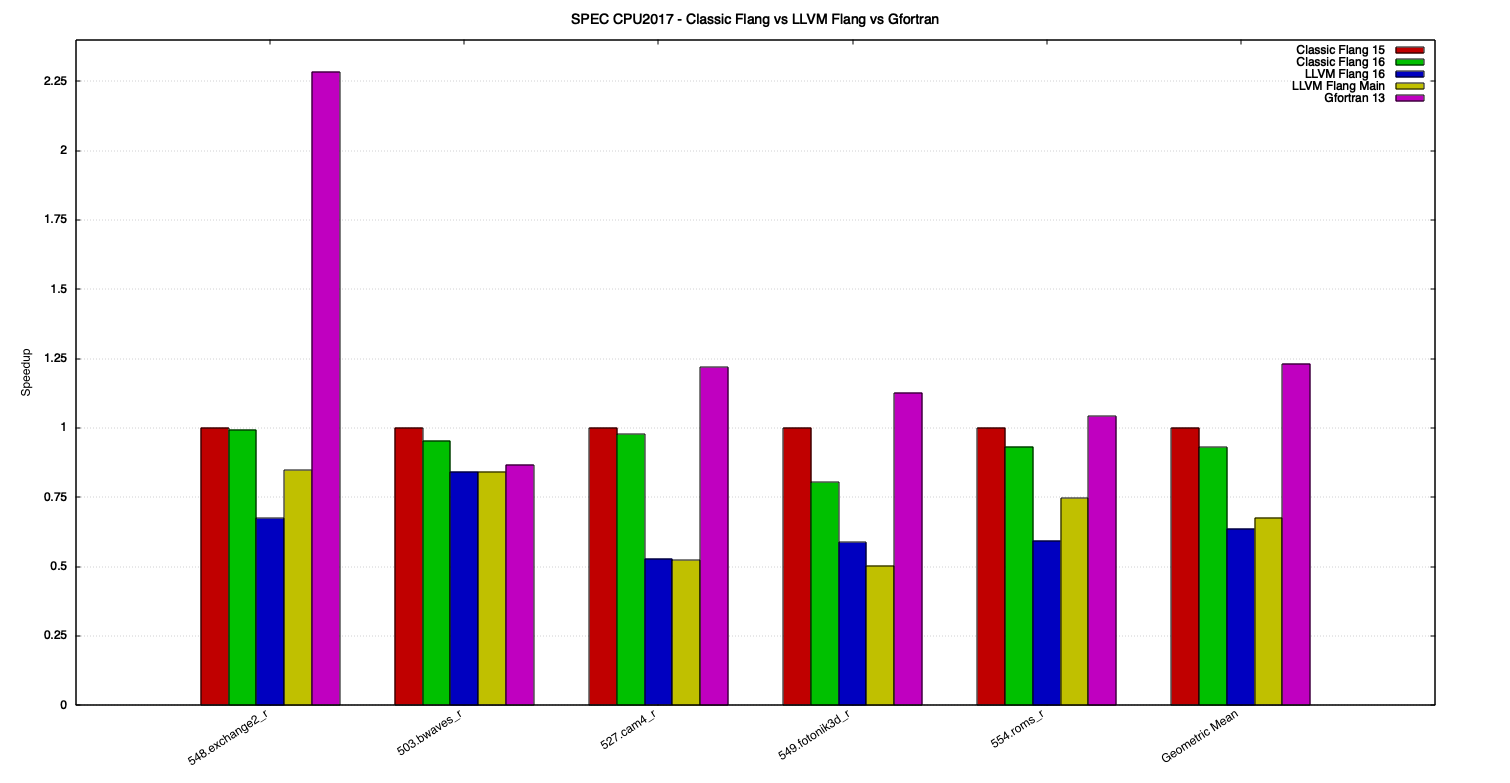 SPEC CPU2017 - Classic Flang vs LLVM Flang vs Gfortran
Classic Flang 15
Classic Flang 16
LLVM Flang 16
LLVM Flang Main
Gfortran 13
Speedup
2.25
2
1.75
1.5
1.25
1
0.75
0.5
0.25
0
548.exchange2_r
503.bwaves_r
527.cam4_r
549.fotonik3d_r
554.roms_r
Geometric Mean